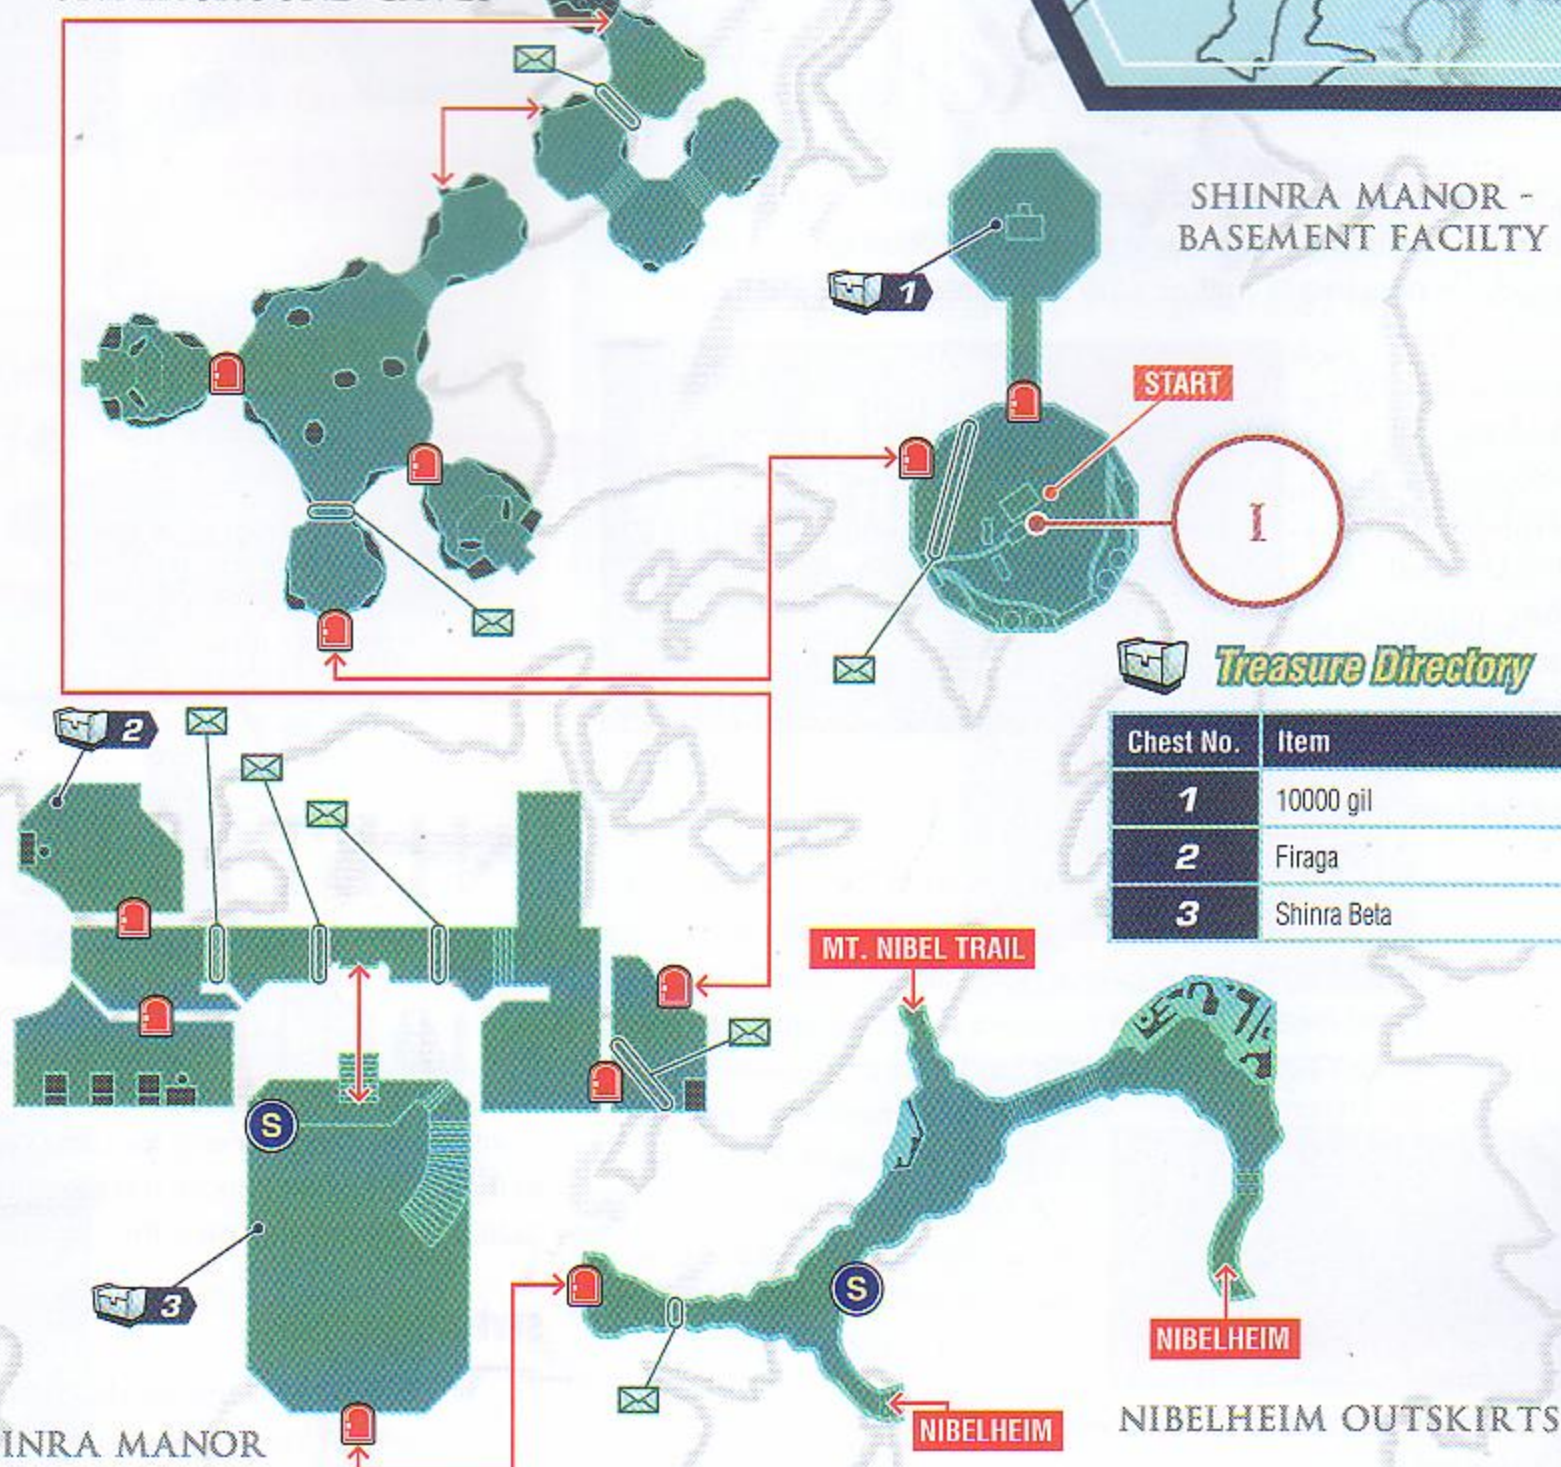 SHINRA MANOR -
BASEMENT FACILTY
1
START
I
Treasure Directory
Chest No. Item
1 10000 gil
2 Firaga
3 Shinra Beta
2
MT. NIBEL TRAIL
S
3
S
NIBELHEIM
NIBELHEIM
NIBELHEIM OUTSKIRTS
INRA MANOR